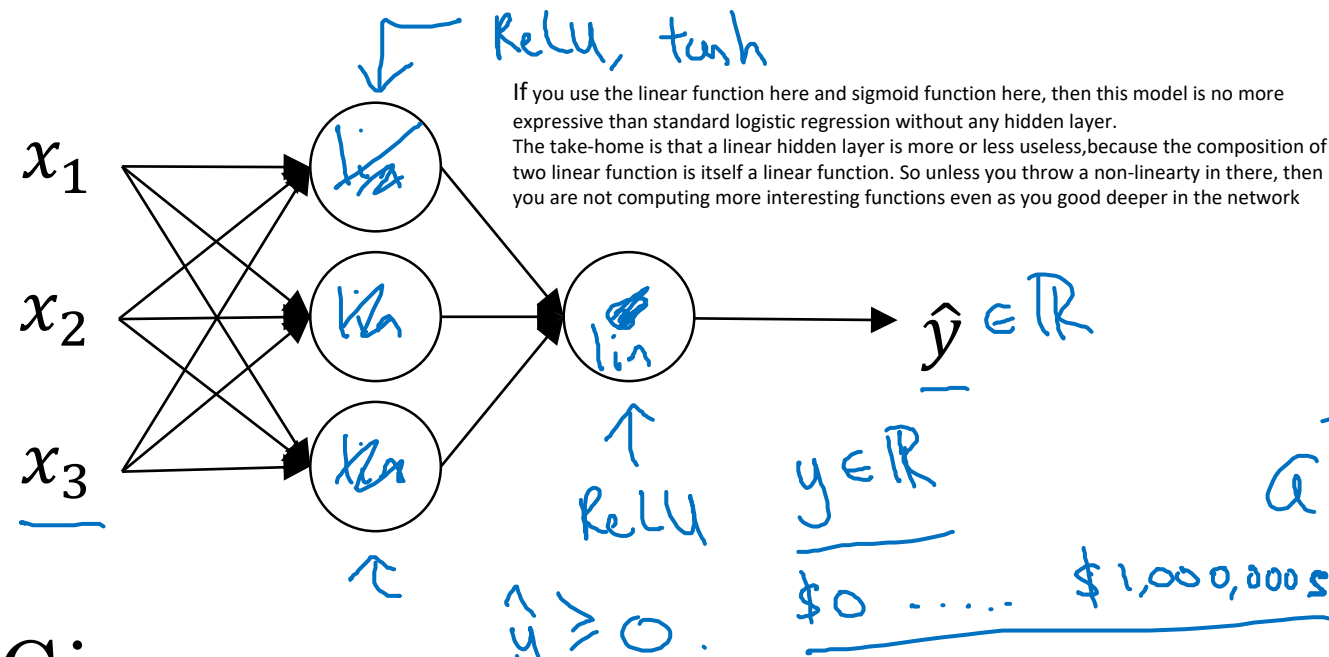 ReLU, tanh
If you use the linear function here and sigmoid function here, then this model is no more
expressive than standard logistic regression without any hidden layer.
The take-home is that a linear hidden layer is more or less useless,because the composition of
two linear function is itself a linear function. So unless you throw a non-linearty in there, then
you are not computing more interesting functions even as you good deeper in the network
x₁
x₂
lin
ŷ ∈ ℝ
x₃
ReLU
y ∈ ℝ
a
$0 ..... $1,000,000s
ŷ ≥ 0.